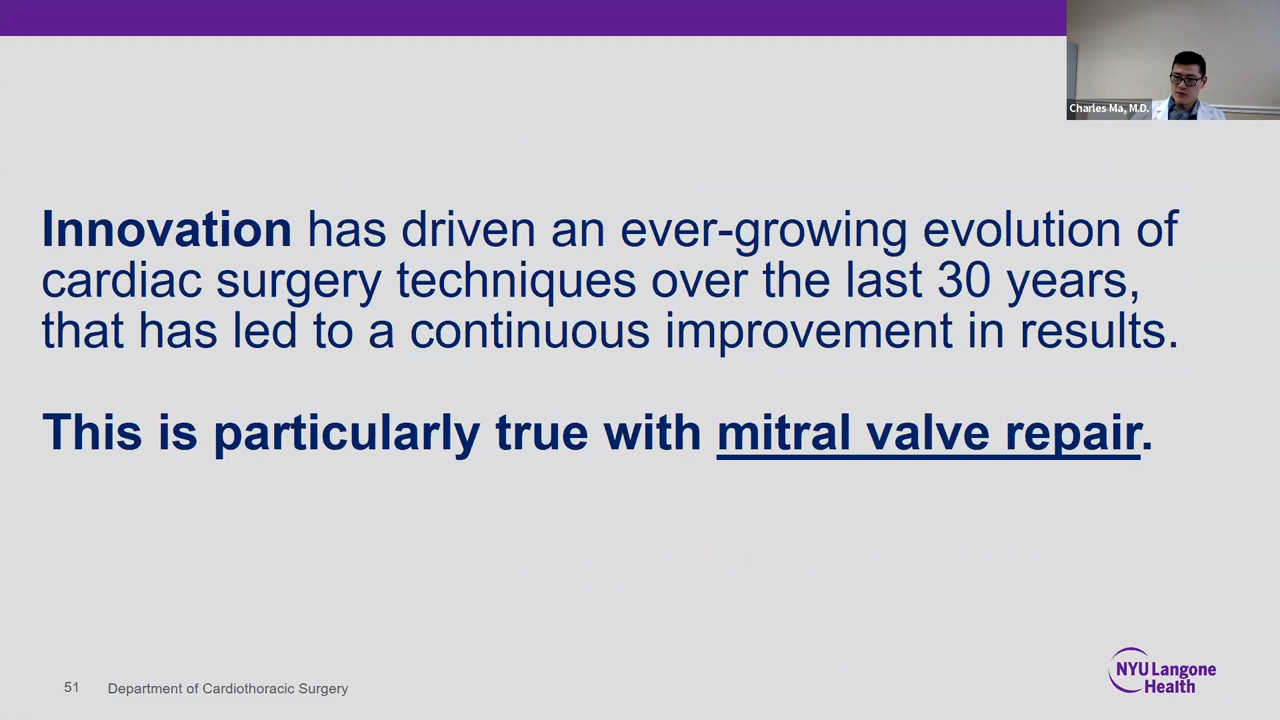 Charles Ma, M.D.
Innovation has driven an ever-growing evolution of
cardiac surgery techniques over the last 30 years,
that has led to a continuous improvement in results.
This is particularly true with mitral valve repair.
51 Department of Cardiothoracic Surgery
NYU Langone
Health